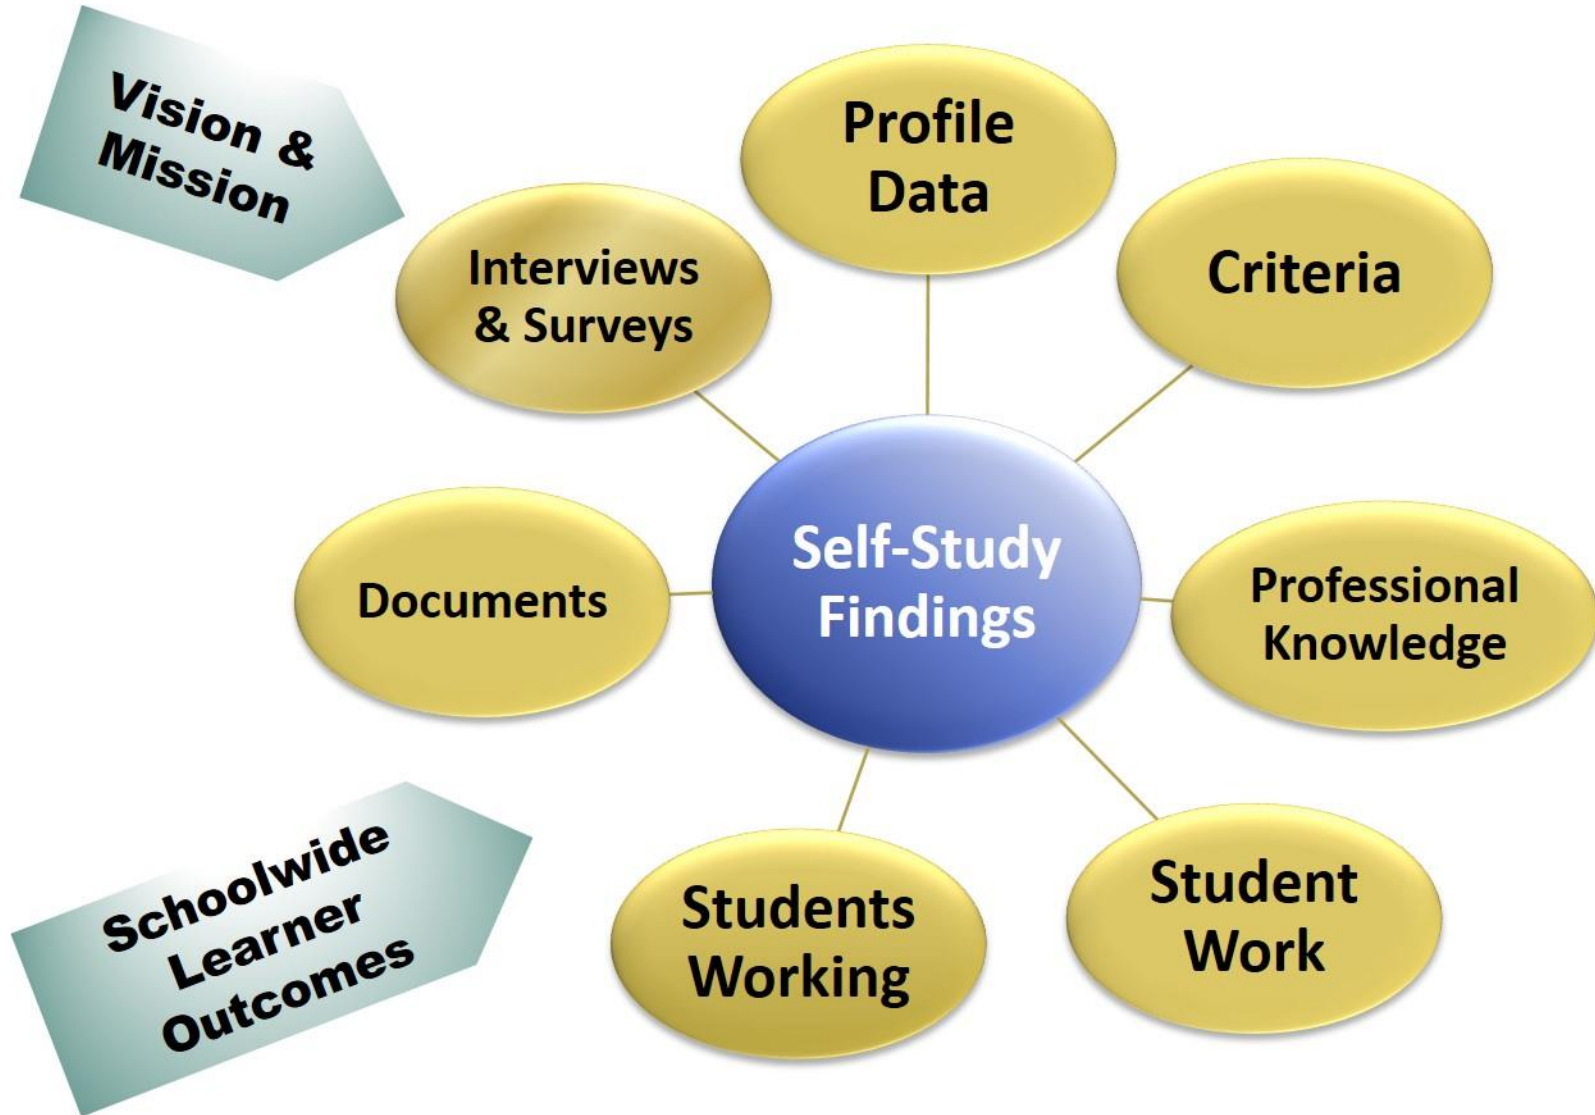 Vision &
Mission
Profile
Data
Criteria
Interviews
& Surveys
Self-Study
Findings
Documents
Professional
Knowledge
Schoolwide
Learner
Outcomes
Students
Working
Student
Work